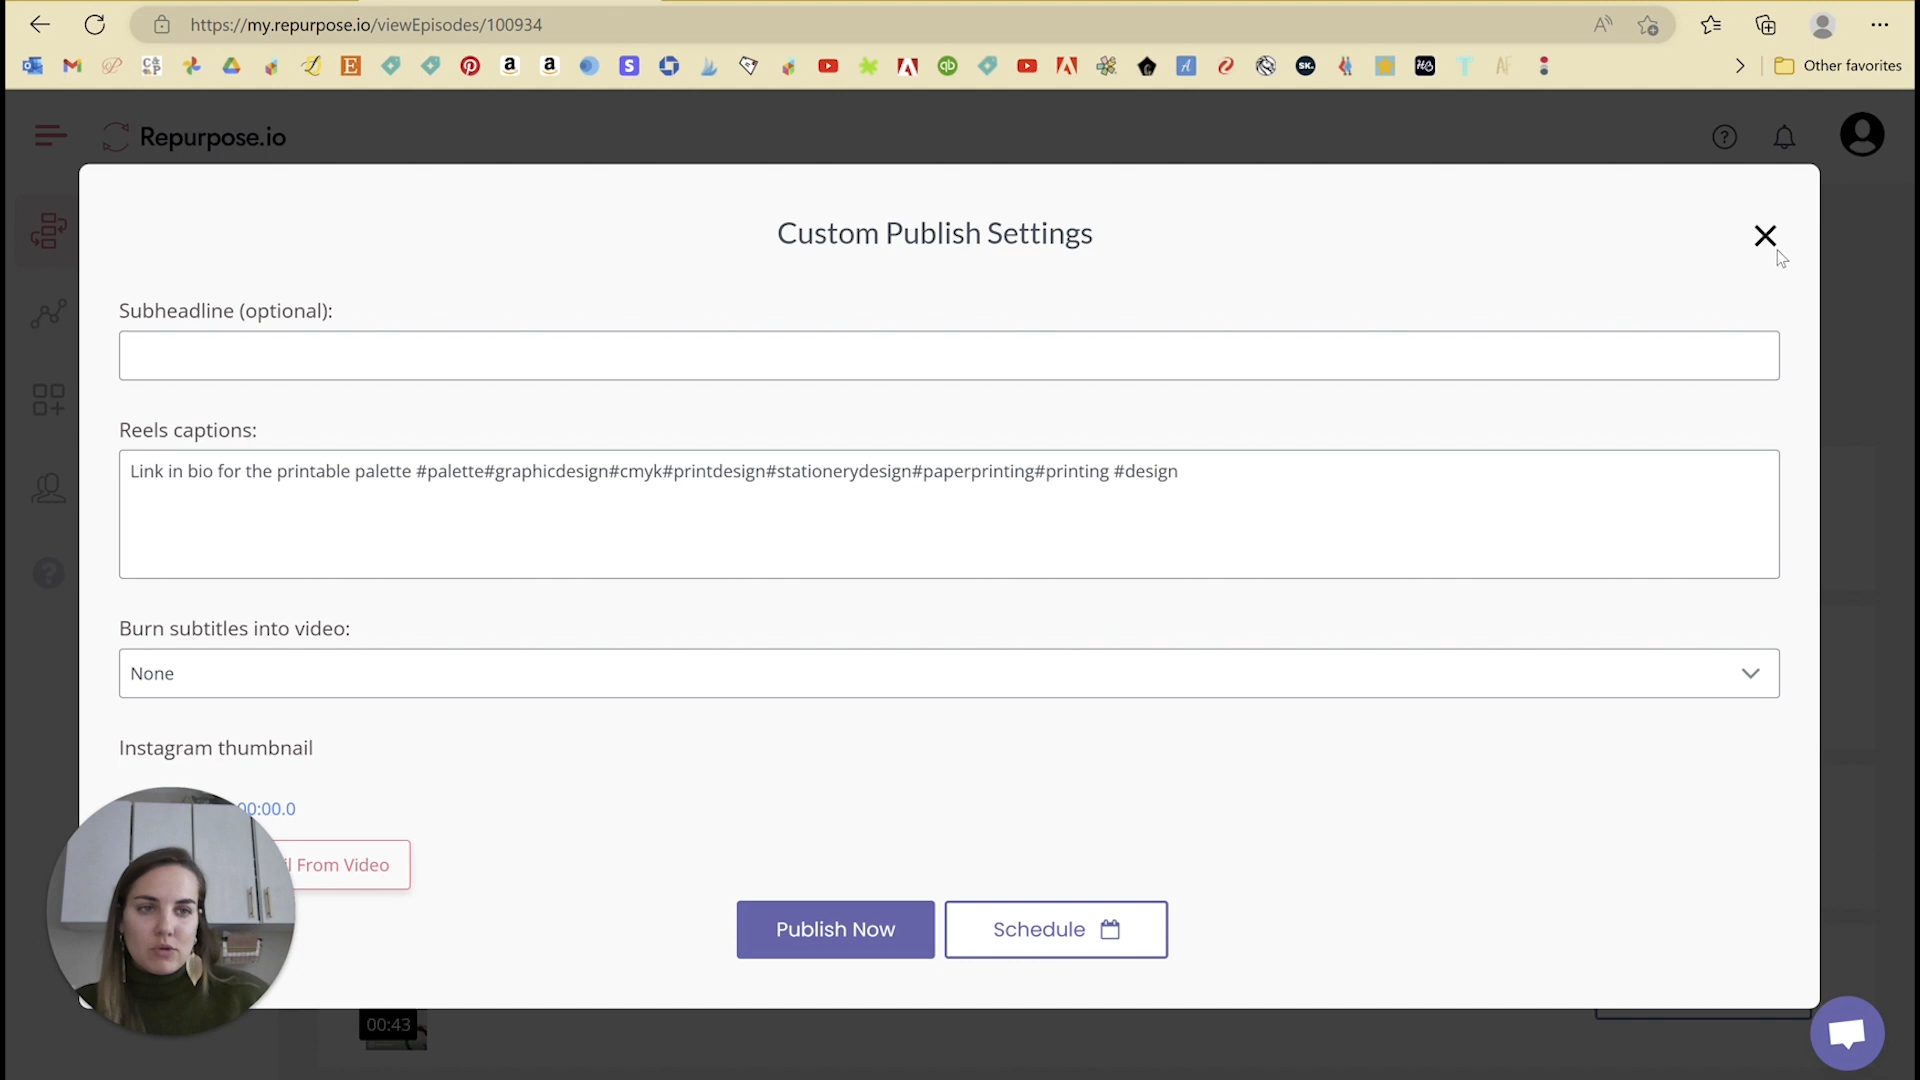 https://my.repurpose.io/viewEpisodes/100934
Other favorites
Repurpose.io
Custom Publish Settings
Subheadline (optional):
Reels captions:
Link in bio for the printable palette #palette#graphicdesign#cmyk#printdesign#stationerydesign#paperprinting#printing #design
Burn subtitles into video:
None
Instagram thumbnail
00:00.0
From Video
Publish Now
Schedule
00:43